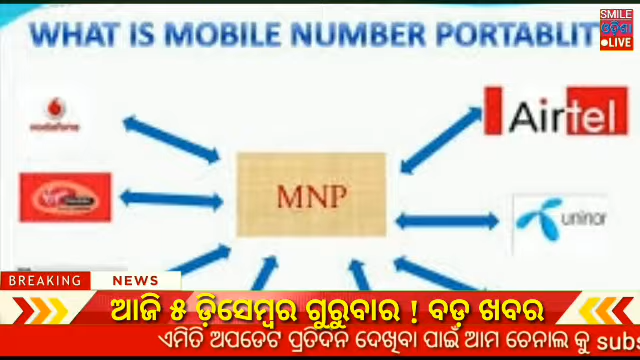 WHAT IS MOBILE NUMBER PORTABLIT
SMILE
ଓଡ଼ିଶା
LIVE
vodafone
Airtel
MNP
uninor
BREAKING NEWS
ଆଜି ୫ ଡ଼ିସେମ୍ବର ଗୁରୁବାର ! ବଡ଼ ଖବର
ଏମିତି ଅପଡେଟ ପ୍ରତିଦନ ଦେଖିବା ପାଇଁ ଆମ ଚେନାଲ କୁ subs